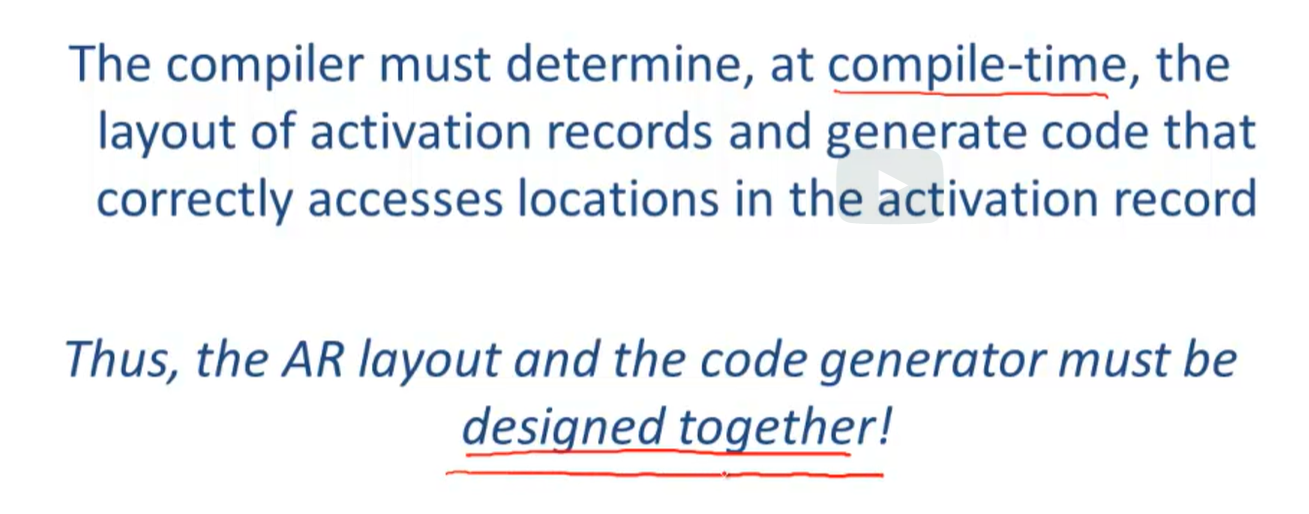 The compiler must determine, at compile-time, the
layout of activation records and generate code that
correctly accesses locations in the activation record
Thus, the AR layout and the code generator must be
designed together!